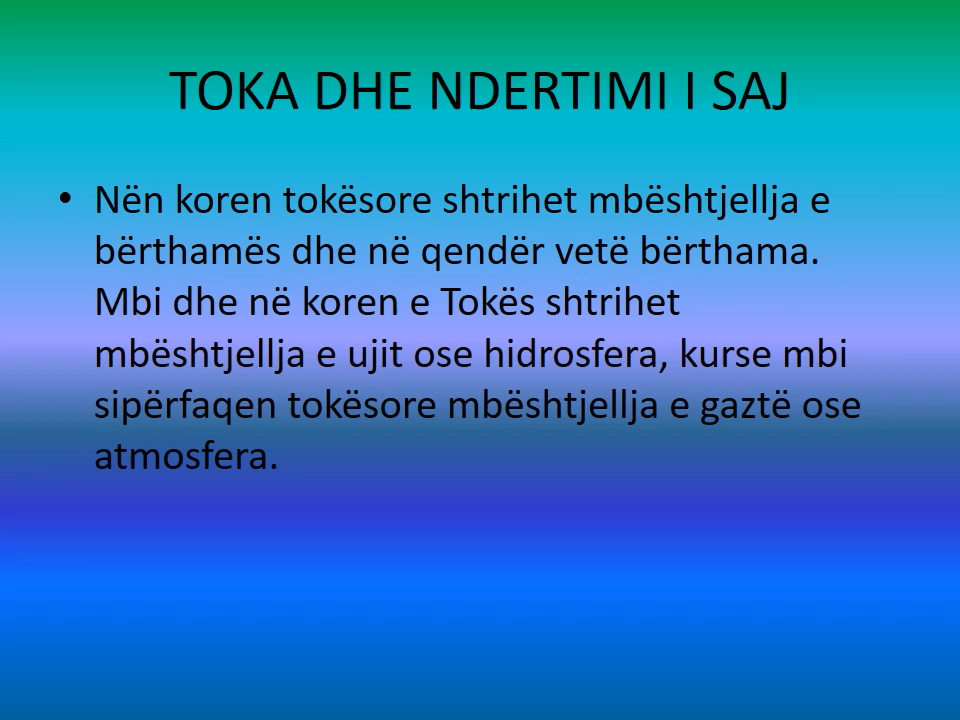 TOKA DHE NDERTIMI I SAJ
• Nën koren tokësore shtrihet mbështjellja e
bërthamës dhe në qendër vetë bërthama.
Mbi dhe në koren e Tokës shtrihet
mbështjellja e ujit ose hidrosfera, kurse mbi
sipërfaqen tokësore mbështjellja e gaztë ose
atmosfera.